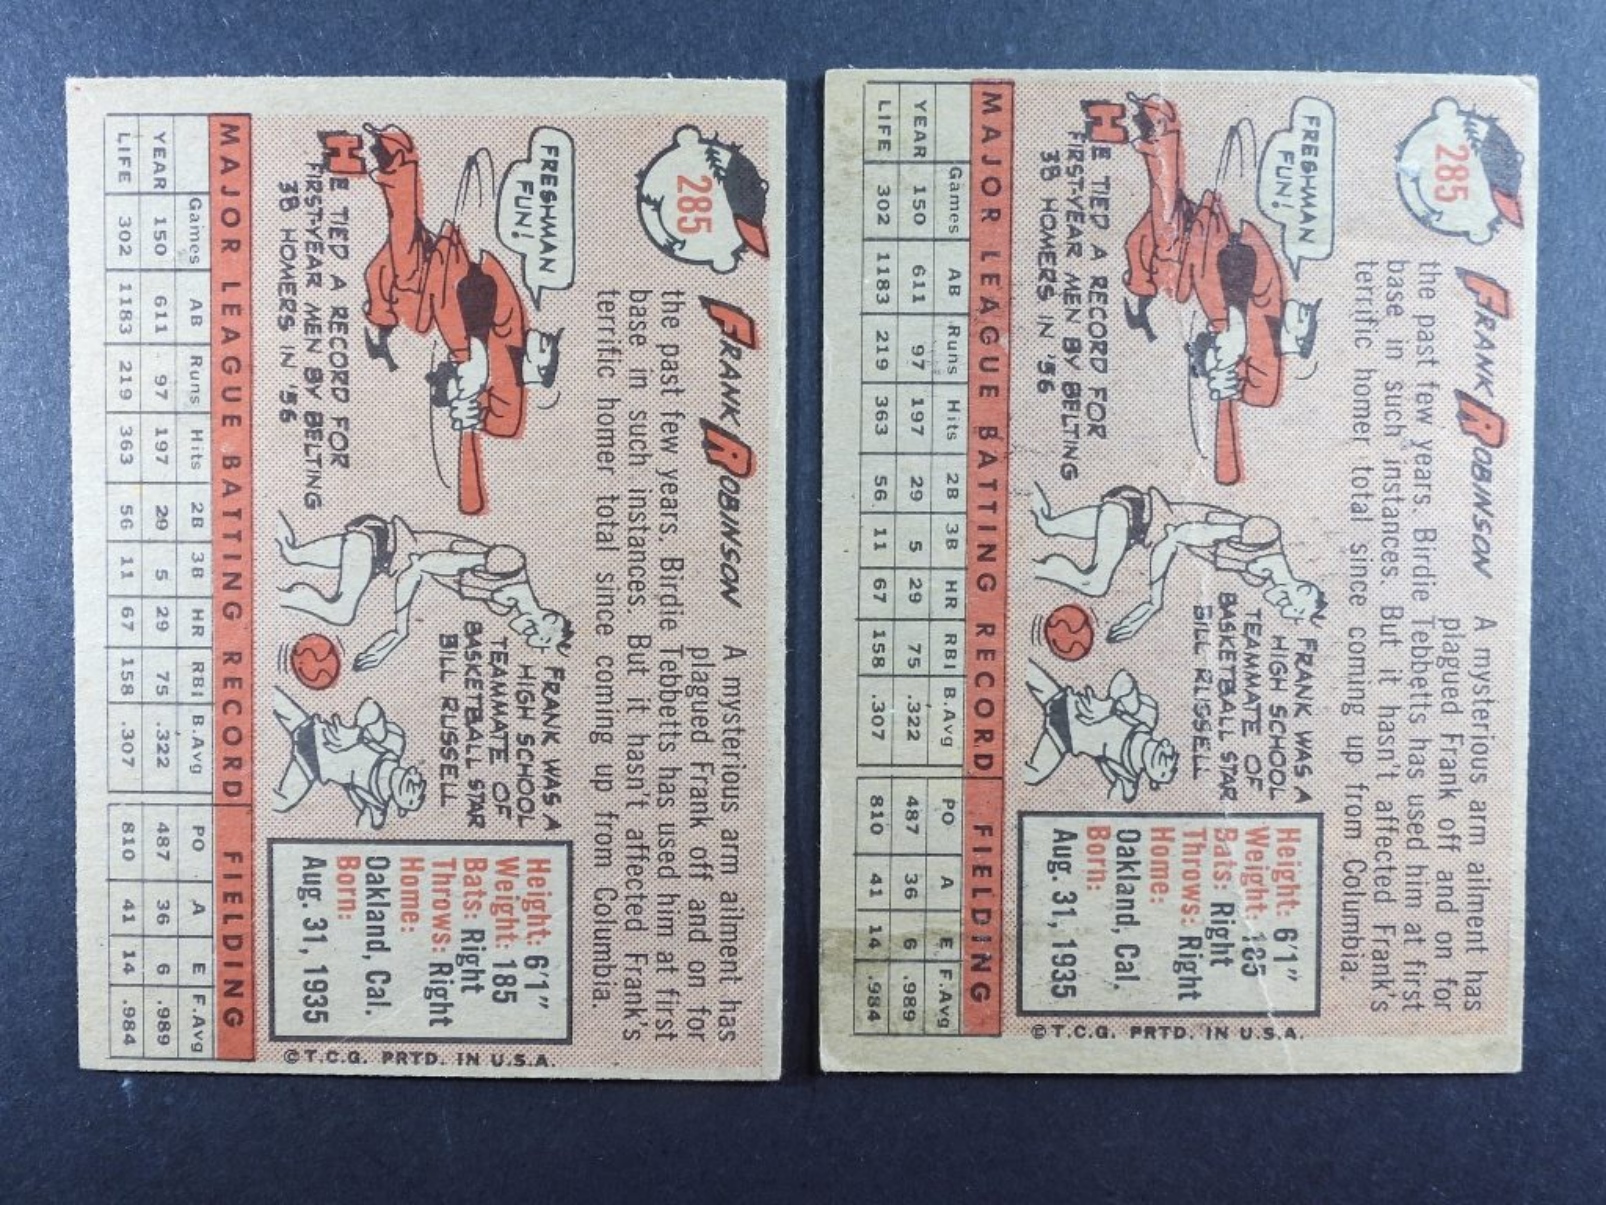 285
FRANK ROBINSON
A mysterious arm ailment has
plagued Frank off and on for
the past few years. Birdie Tebbetts has used him at first
base in such instances. But it hasn't affected Frank's
terrific homer total since coming up from Columbia.
FRESHMAN
FUN!
HE TIED A RECORD FOR
FIRST-YEAR MEN BY BELTING
38 HOMERS IN '56
FRANK WAS A
HIGH SCHOOL
TEAMMATE OF
BASKETBALL STAR
BILL RUSSELL
Height: 6'1"
Weight: 185
Bats: Right
Throws: Right
Home:
Oakland, Cal.
Born:
Aug. 31, 1935
©T.C.G. PRTD. IN U.S.A.
MAJOR LEAGUE BATTING RECORD FIELDING
Games AB Runs Hits 2B 3B HR RBI B.Avg PO A E F.Avg
YEAR 150 611 97 197 29 5 29 75 .322 487 36 6 .989
LIFE 302 1183 219 363 56 11 67 158 .307 810 41 14 .984
285
FRANK ROBINSON
A mysterious arm ailment has
plagued Frank off and on for
the past few years. Birdie Tebbetts has used him at first
base in such instances. But it hasn't affected Frank's
terrific homer total since coming up from Columbia.
FRESHMAN
FUN!
HE TIED A RECORD FOR
FIRST-YEAR MEN BY BELTING
38 HOMERS IN '56
FRANK WAS A
HIGH SCHOOL
TEAMMATE OF
BASKETBALL STAR
BILL RUSSELL
Height: 6'1"
Weight: 185
Bats: Right
Throws: Right
Home:
Oakland, Cal.
Born:
Aug. 31, 1935
©T.C.G. PRTD. IN U.S.A.
MAJOR LEAGUE BATTING RECORD FIELDING
Games AB Runs Hits 2B 3B HR RBI B.Avg PO A E F.Avg
YEAR 150 611 97 197 29 5 29 75 .322 487 36 6 .989
LIFE 302 1183 219 363 56 11 67 158 .307 810 41 14 .984